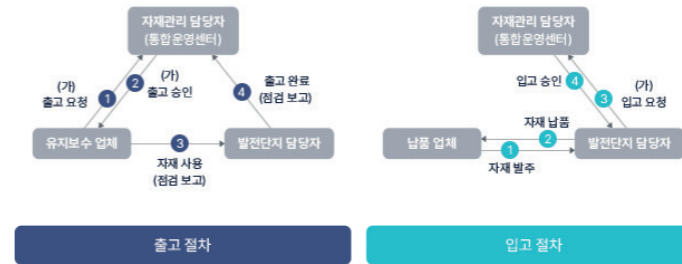 자재관리 담당자
(통합운영센터)
(가)
출고 요청
1
2
(가)
출고 승인
4
출고 완료
(점검 보고)
유지보수 업체
3
발전단지 담당자
자재 사용
(점검 보고)
출고 절차
자재관리 담당자
(통합운영센터)
입고 승인
4
3
(가)
입고 요청
자재 납품
납품 업체
2
1
발전단지 담당자
자재 발주
입고 절차